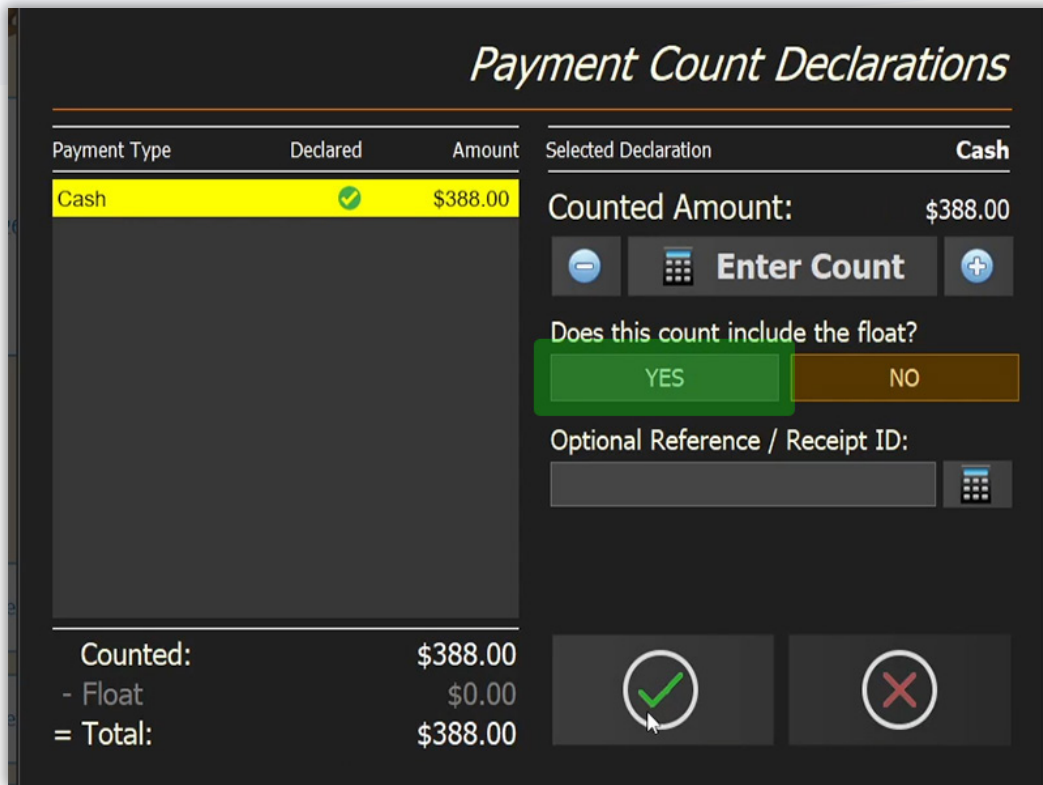 Payment Count Declarations
Payment Type Declared Amount
Cash $388.00
Counted: $388.00
- Float $0.00
= Total: $388.00
Selected Declaration Cash
Counted Amount: $388.00
Enter Count
Does this count include the float?
YES NO
Optional Reference / Receipt ID: